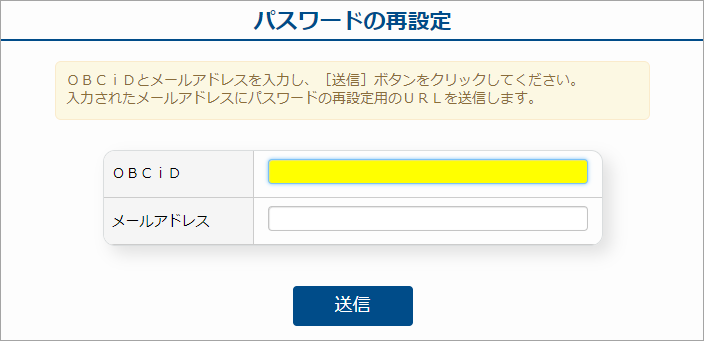 パスワードの再設定
ＯＢＣｉＤとメールアドレスを入力し、［送信］ボタンをクリックしてください。
入力されたメールアドレスにパスワードの再設定用のＵＲＬを送信します。
ＯＢＣｉＤ
メールアドレス
送信